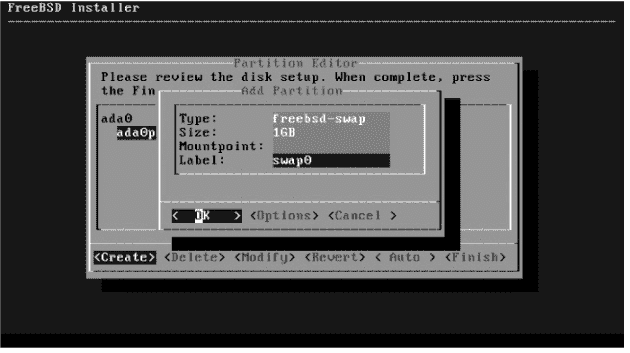 FreeBSD Installer
Partition Editor
Please review the disk setup. When complete, press
the Fin
Add Partition
ada0
ada0p
Type: freebsd-swap
Size: 1GB
Mountpoint:
Label: swap0
< OK > <Options> <Cancel >
<Create> <Delete> <Modify> <Revert> < Auto > <Finish>